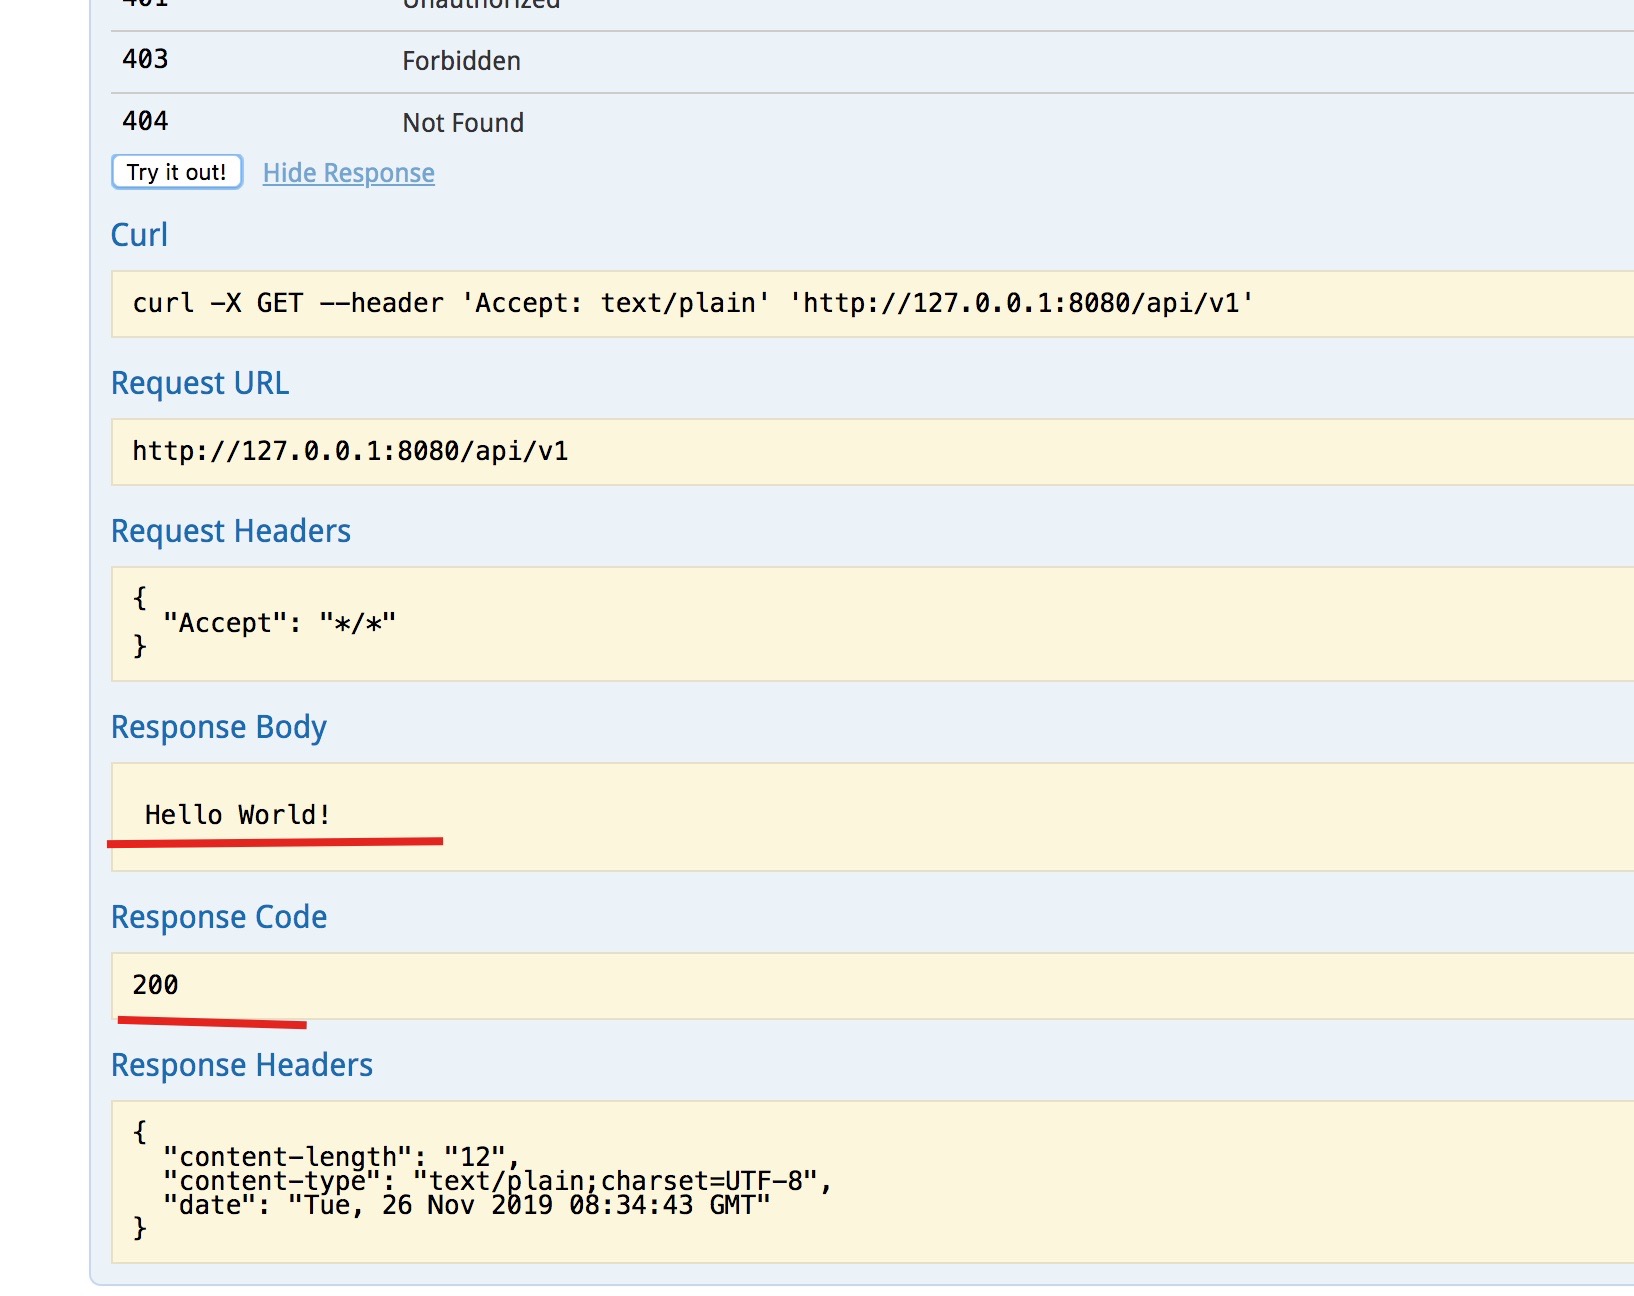 401 Unauthorized
403 Forbidden
404 Not Found
Try it out! Hide Response
Curl
curl -X GET --header 'Accept: text/plain' 'http://127.0.0.1:8080/api/v1'
Request URL
http://127.0.0.1:8080/api/v1
Request Headers
{
"Accept": "*/*"
}
Response Body
Hello World!
Response Code
200
Response Headers
{
"content-length": "12",
"content-type": "text/plain;charset=UTF-8",
"date": "Tue, 26 Nov 2019 08:34:43 GMT"
}